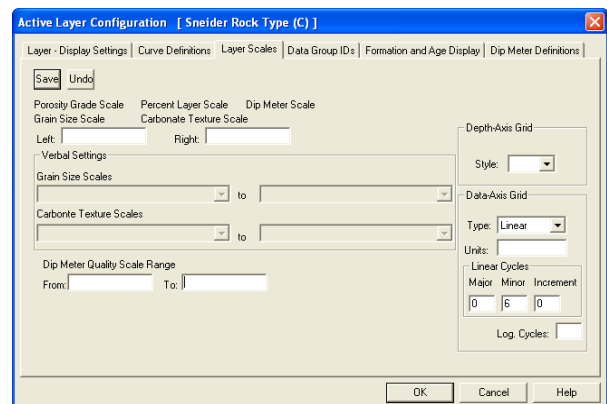 Active Layer Configuration [ Sneider Rock Type (C) ]
Layer - Display Settings Curve Definitions Layer Scales Data Group IDs Formation and Age Display Dip Meter Definitions
Save Undo
Porosity Grade Scale Percent Layer Scale Dip Meter Scale
Grain Size Scale Carbonate Texture Scale
Left: Right:
Verbal Settings
Grain Size Scales
to
Carbonte Texture Scales
to
Dip Meter Quality Scale Range
From: To:
Depth-Axis Grid
Style:
Data-Axis Grid
Type: Linear
Units:
Linear Cycles
Major Minor Increment
0 6 0
Log. Cycles:
OK Cancel Help